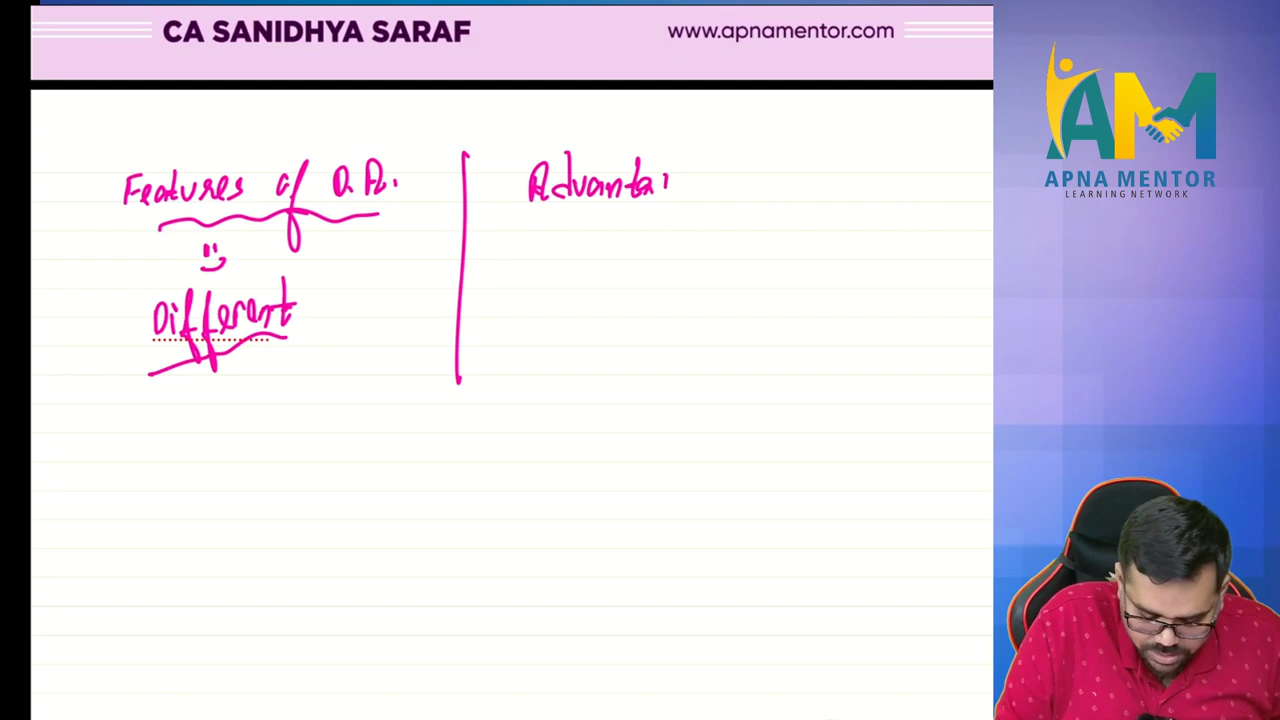 CA SANIDHYA SARAF
www.apnamentor.com
Features of D.A.
Different
Advanta
AM
APNA MENTOR
LEARNING NETWORK